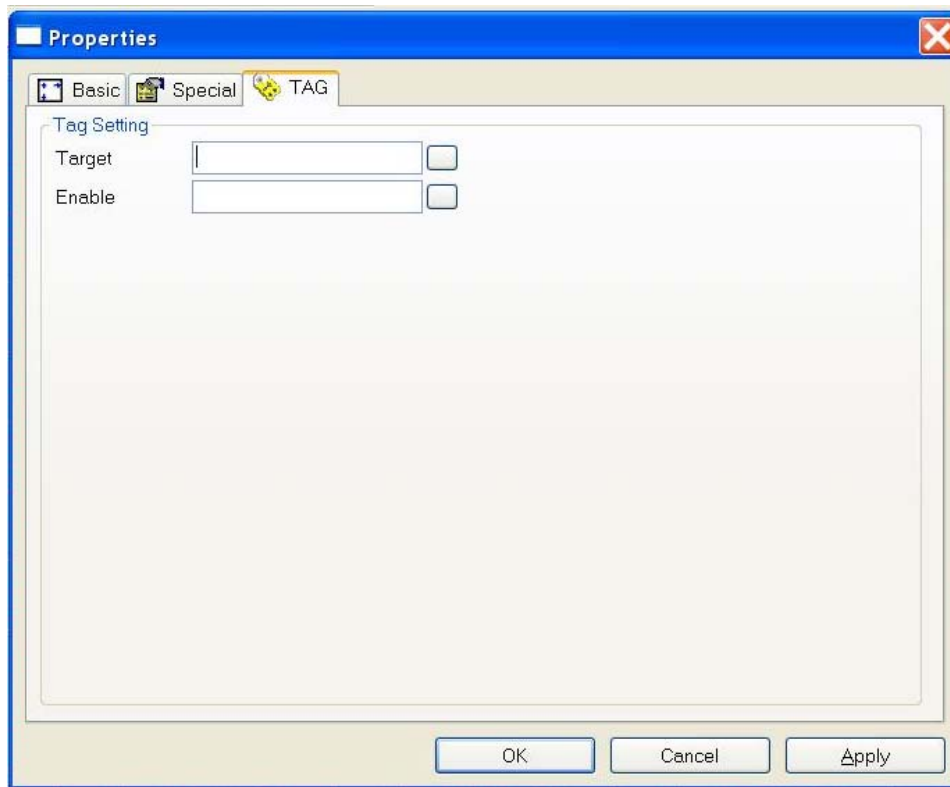 Properties
Basic Special TAG
Tag Setting
Target
Enable
OK Cancel Apply